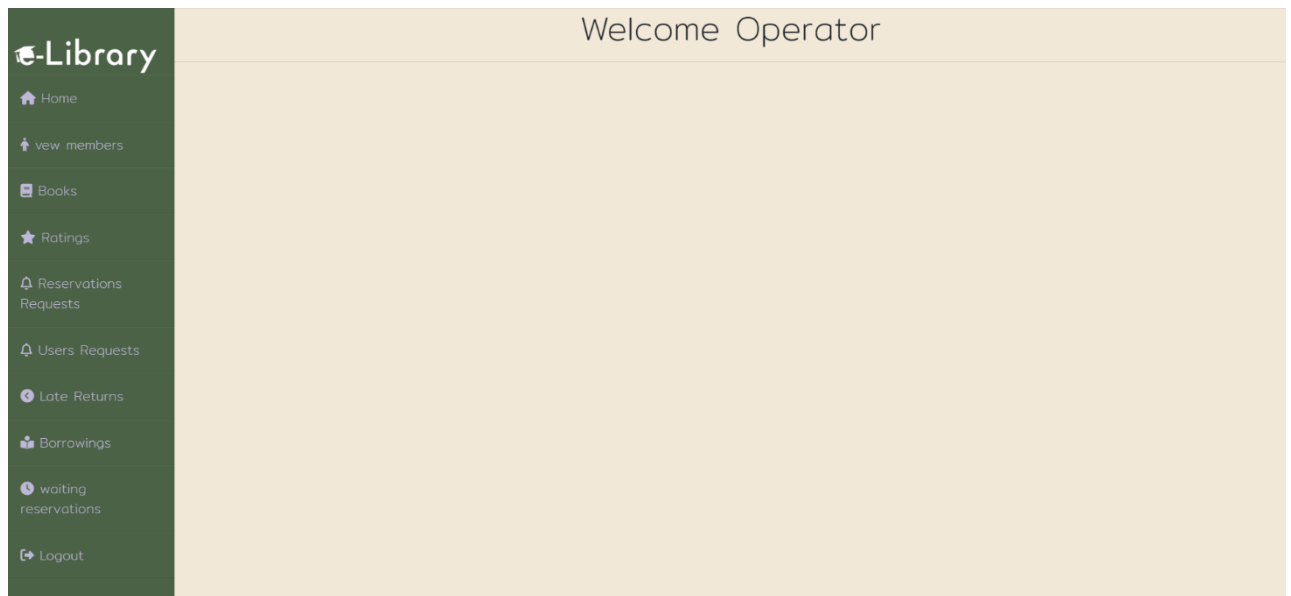 Welcome Operator
e-Library
Home
vew members
Books
Ratings
Reservations
Requests
Users Requests
Late Returns
Borrowings
waiting
reservations
Logout